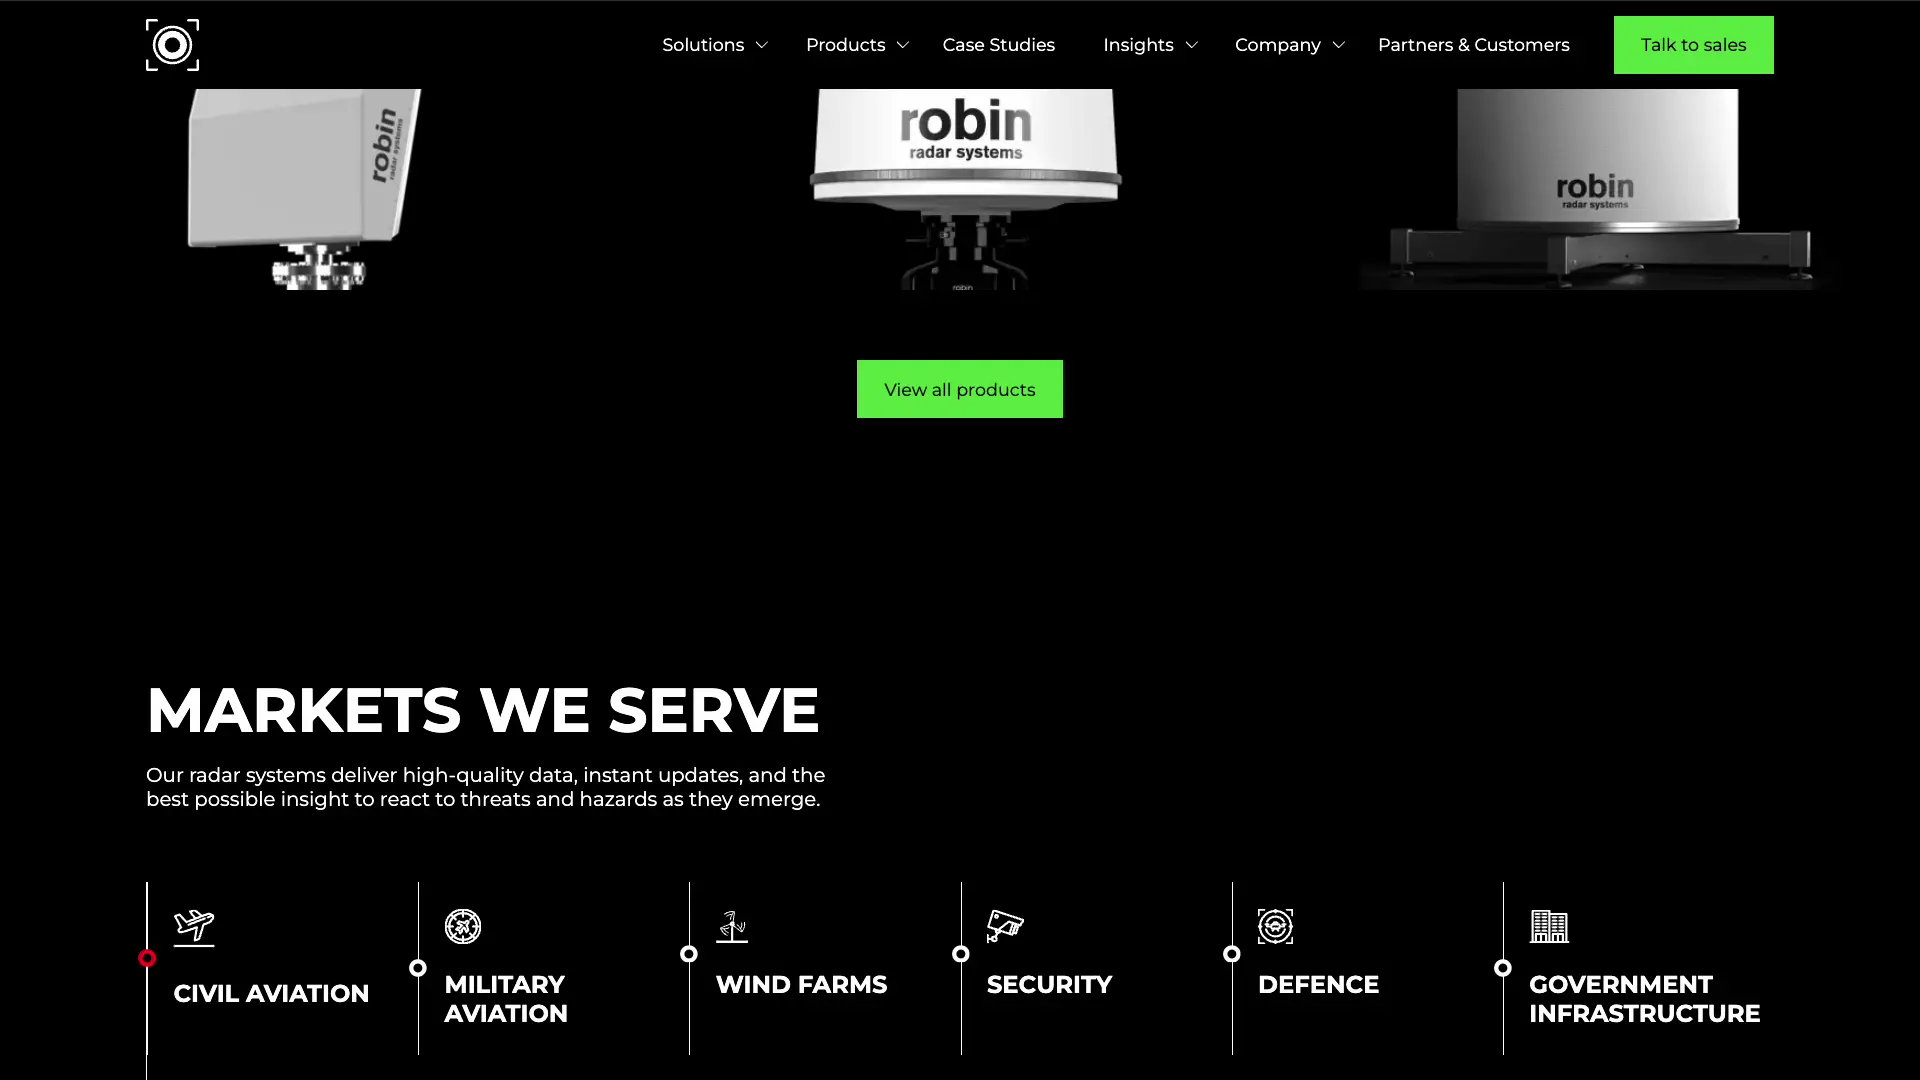 Solutions
Products
Case Studies
Insights
Company
Partners & Customers
Talk to sales
robin
radar systems
robin
radar systems
robin
radar systems
robin
View all products
MARKETS WE SERVE
Our radar systems deliver high-quality data, instant updates, and the
best possible insight to react to threats and hazards as they emerge.
CIVIL AVIATION
MILITARY
AVIATION
WIND FARMS
SECURITY
DEFENCE
GOVERNMENT
INFRASTRUCTURE